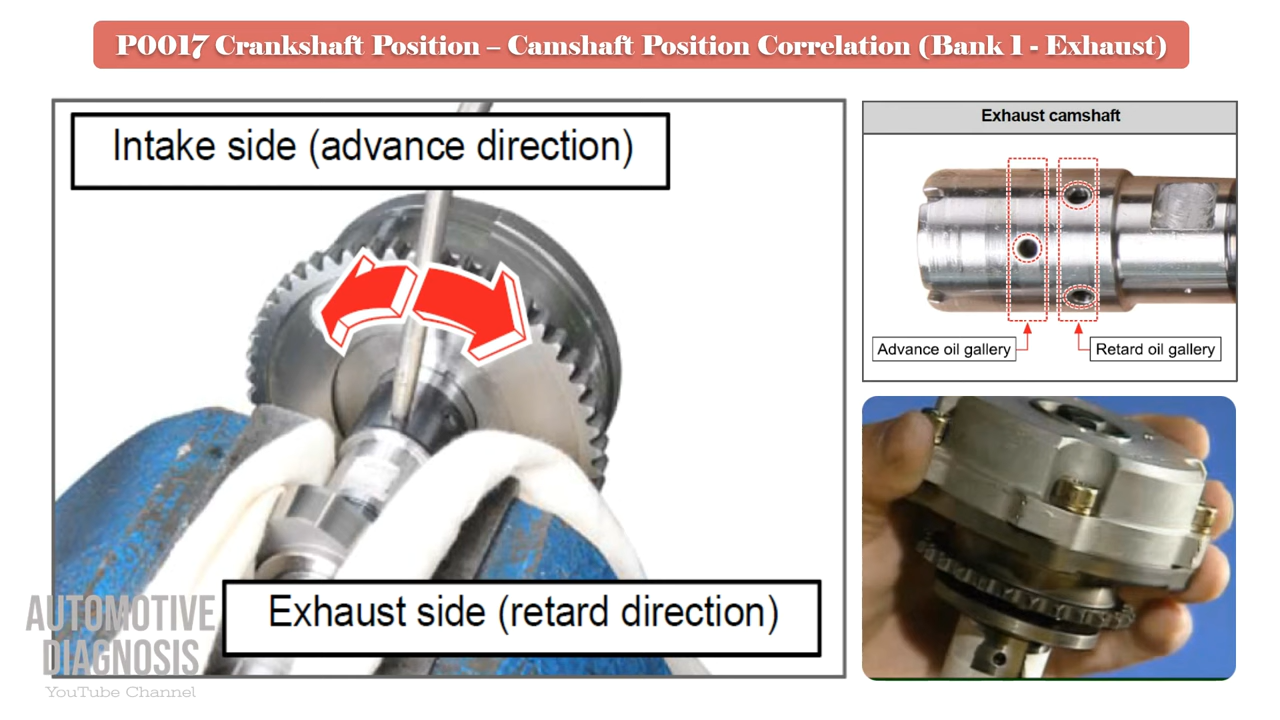 P0017 Crankshaft Position – Camshaft Position Correlation (Bank 1 - Exhaust)
Intake side (advance direction)
Exhaust side (retard direction)
Exhaust camshaft
Advance oil gallery
Retard oil gallery
AUTOMOTIVE
DIAGNOSIS
YouTube Channel